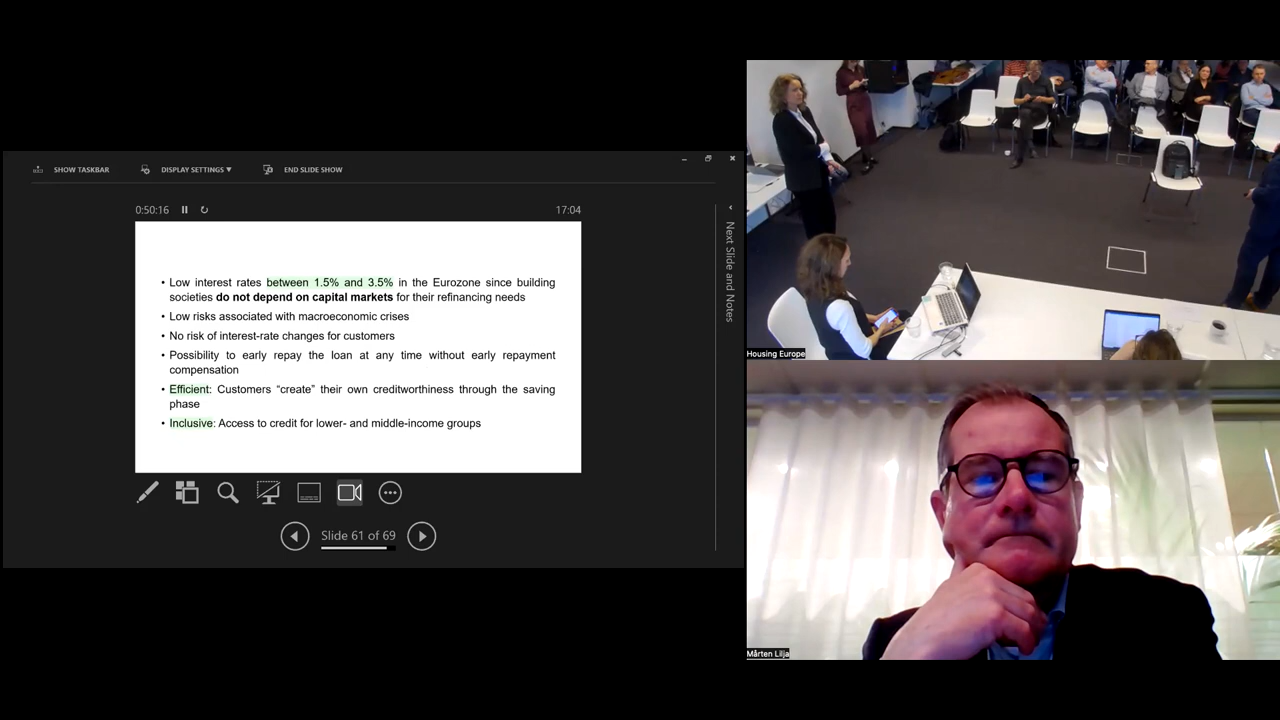 SHOW TASKBAR DISPLAY SETTINGS ▼ END SLIDE SHOW
0:50:16 17:04
• Low interest rates between 1.5% and 3.5% in the Eurozone since building
societies do not depend on capital markets for their refinancing needs
• Low risks associated with macroeconomic crises
• No risk of interest-rate changes for customers
• Possibility to early repay the loan at any time without early repayment
compensation
• Efficient: Customers “create” their own creditworthiness through the saving
phase
• Inclusive: Access to credit for lower- and middle-income groups
Slide 61 of 69
Next Slide and Notes
Housing Europe
Mårten Lilja